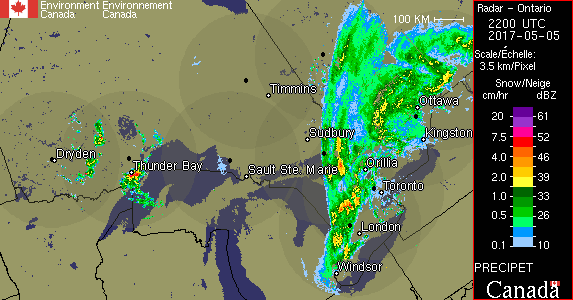 Environment Environnement
Canada Canada
100 KM
Timmins
Ottawa
Sudbury
Kingston
Dryden
Thunder Bay
Sault Ste. Marie
Orillia
Toronto
London
Windsor
Radar - Ontario
2200 UTC
2017-05-05
Scale/Échelle:
3.5 km/Pixel
Snow/Neige
cm/hr dBZ
20 61
7.5 52
4.0 46
2.0 39
1.0 33
0.5 26
0.1 10
PRECIPET
Canada